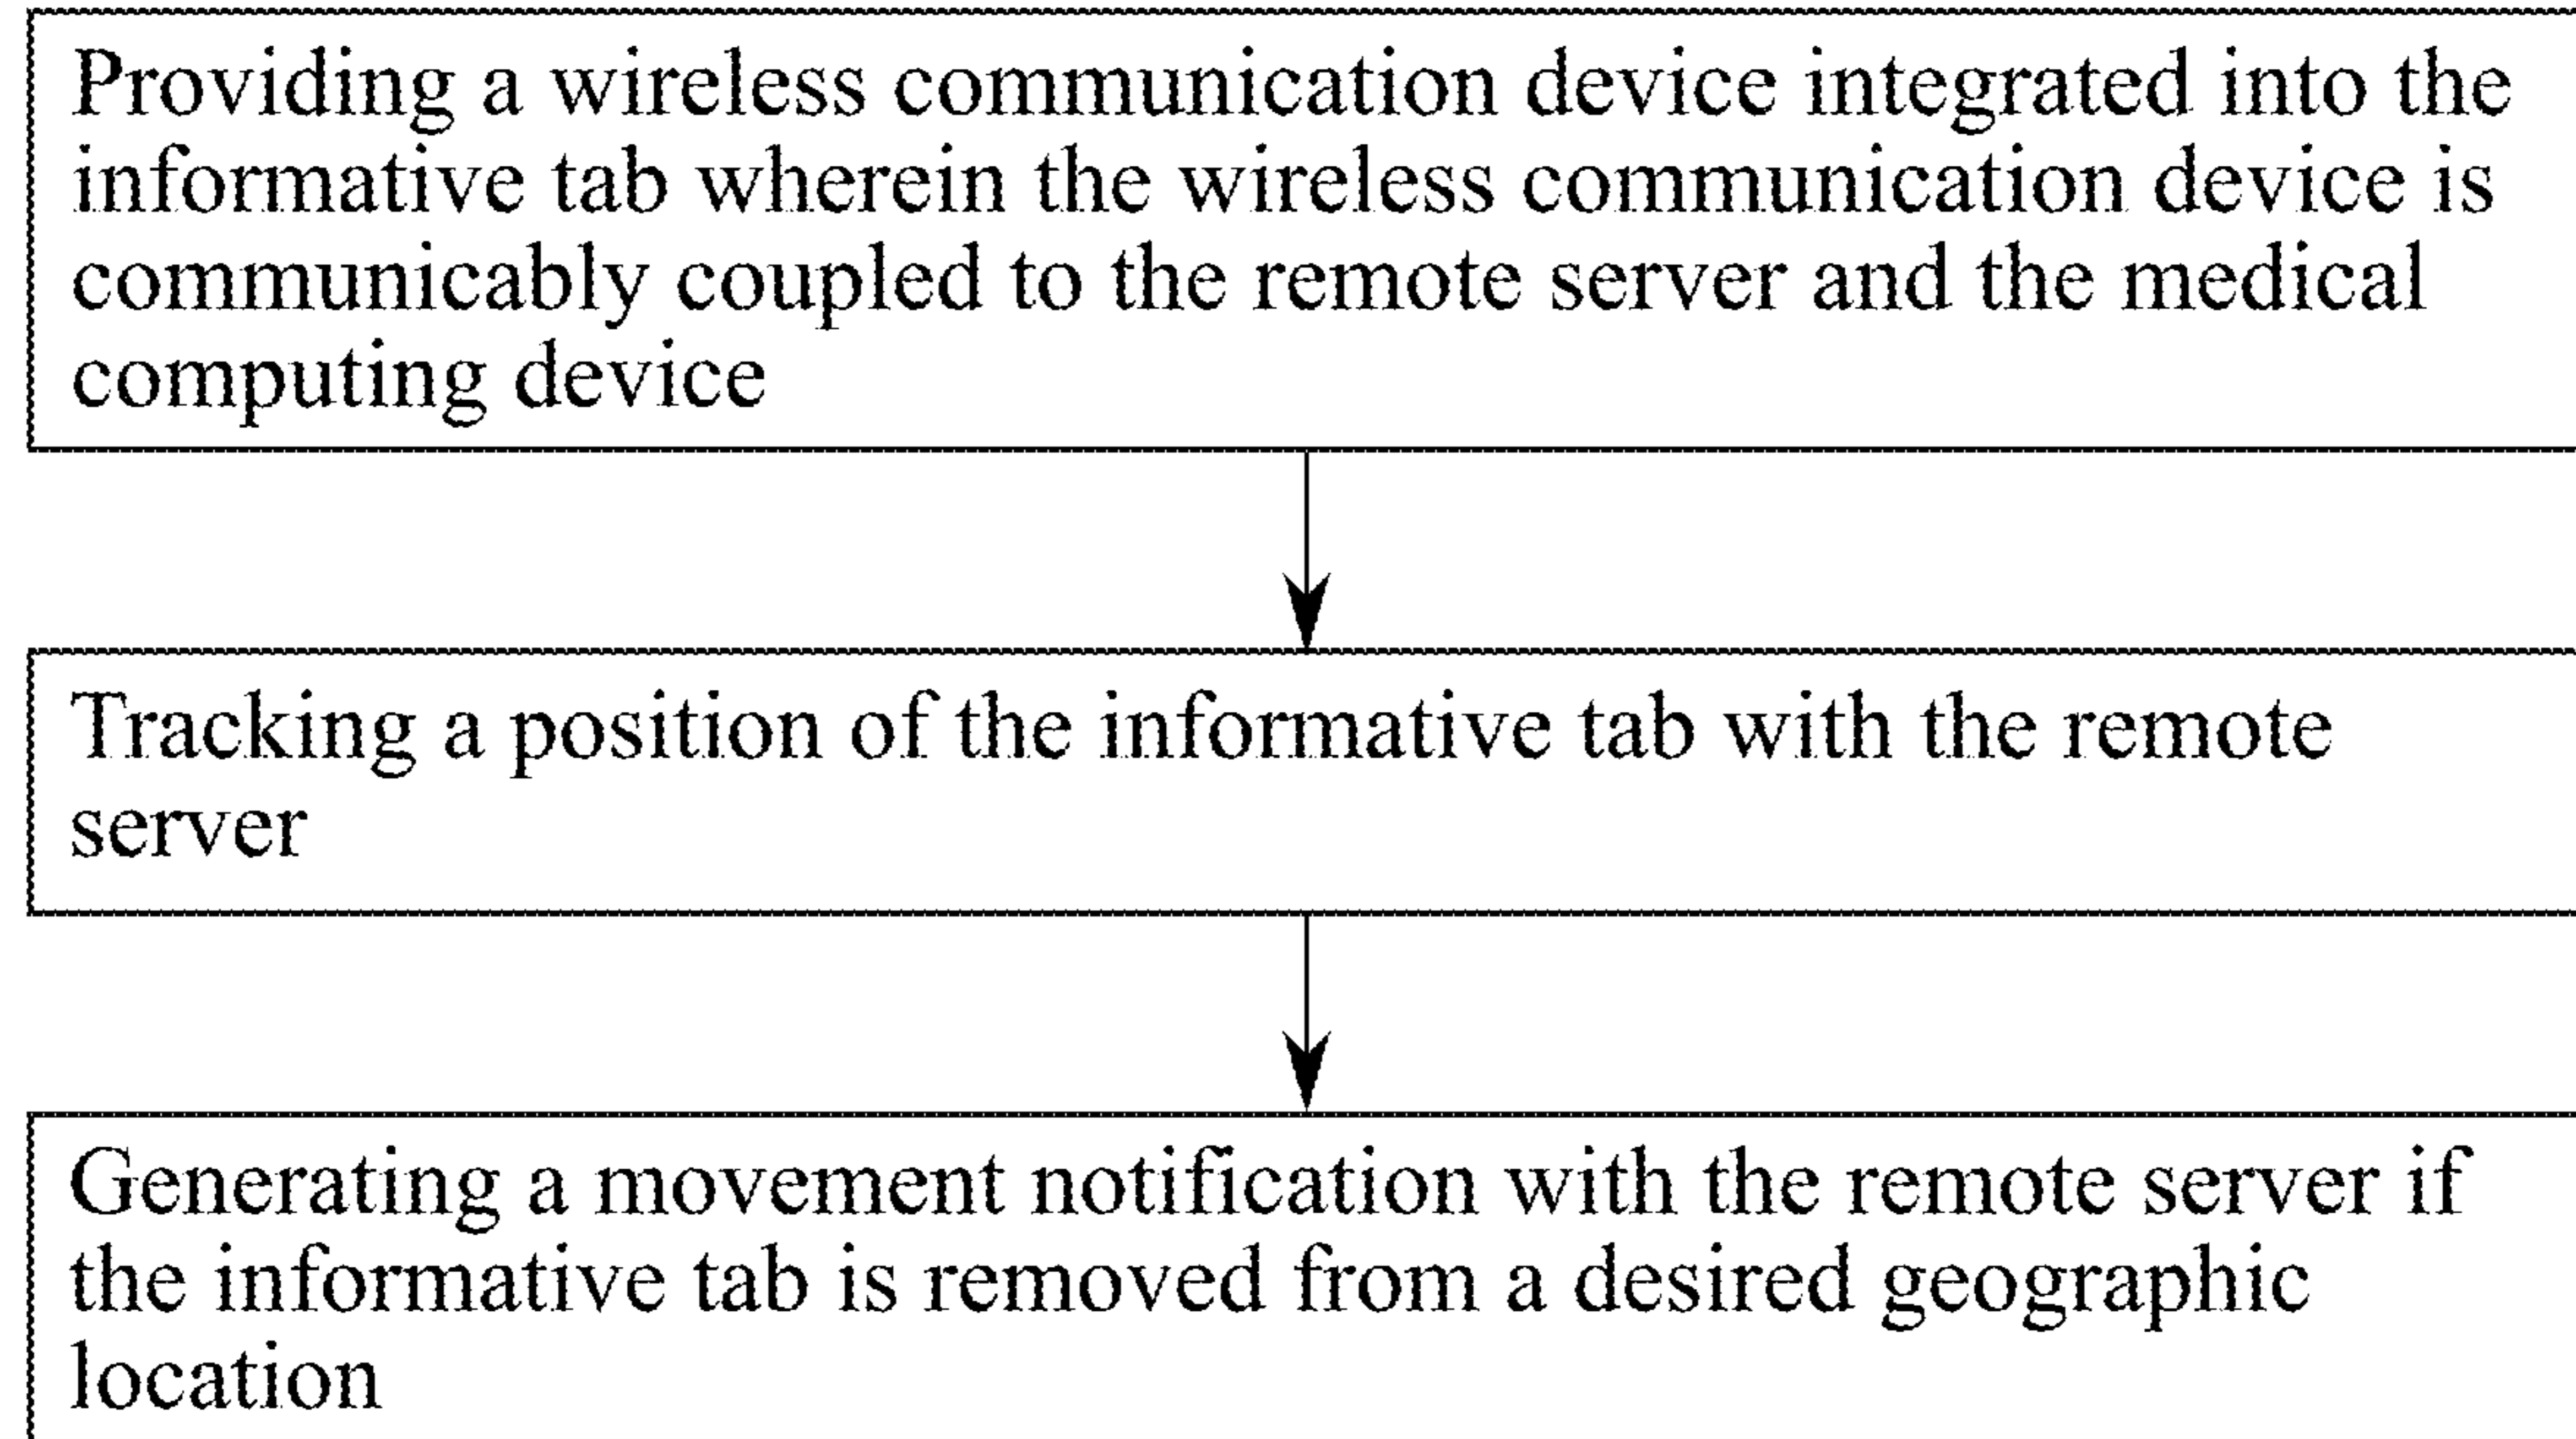 Providing a wireless communication device integrated into the
informative tab wherein the wireless communication device is
communicably coupled to the remote server and the medical
computing device
Tracking a position of the informative tab with the remote
server
Generating a movement notification with the remote server if
the informative tab is removed from a desired geographic
location